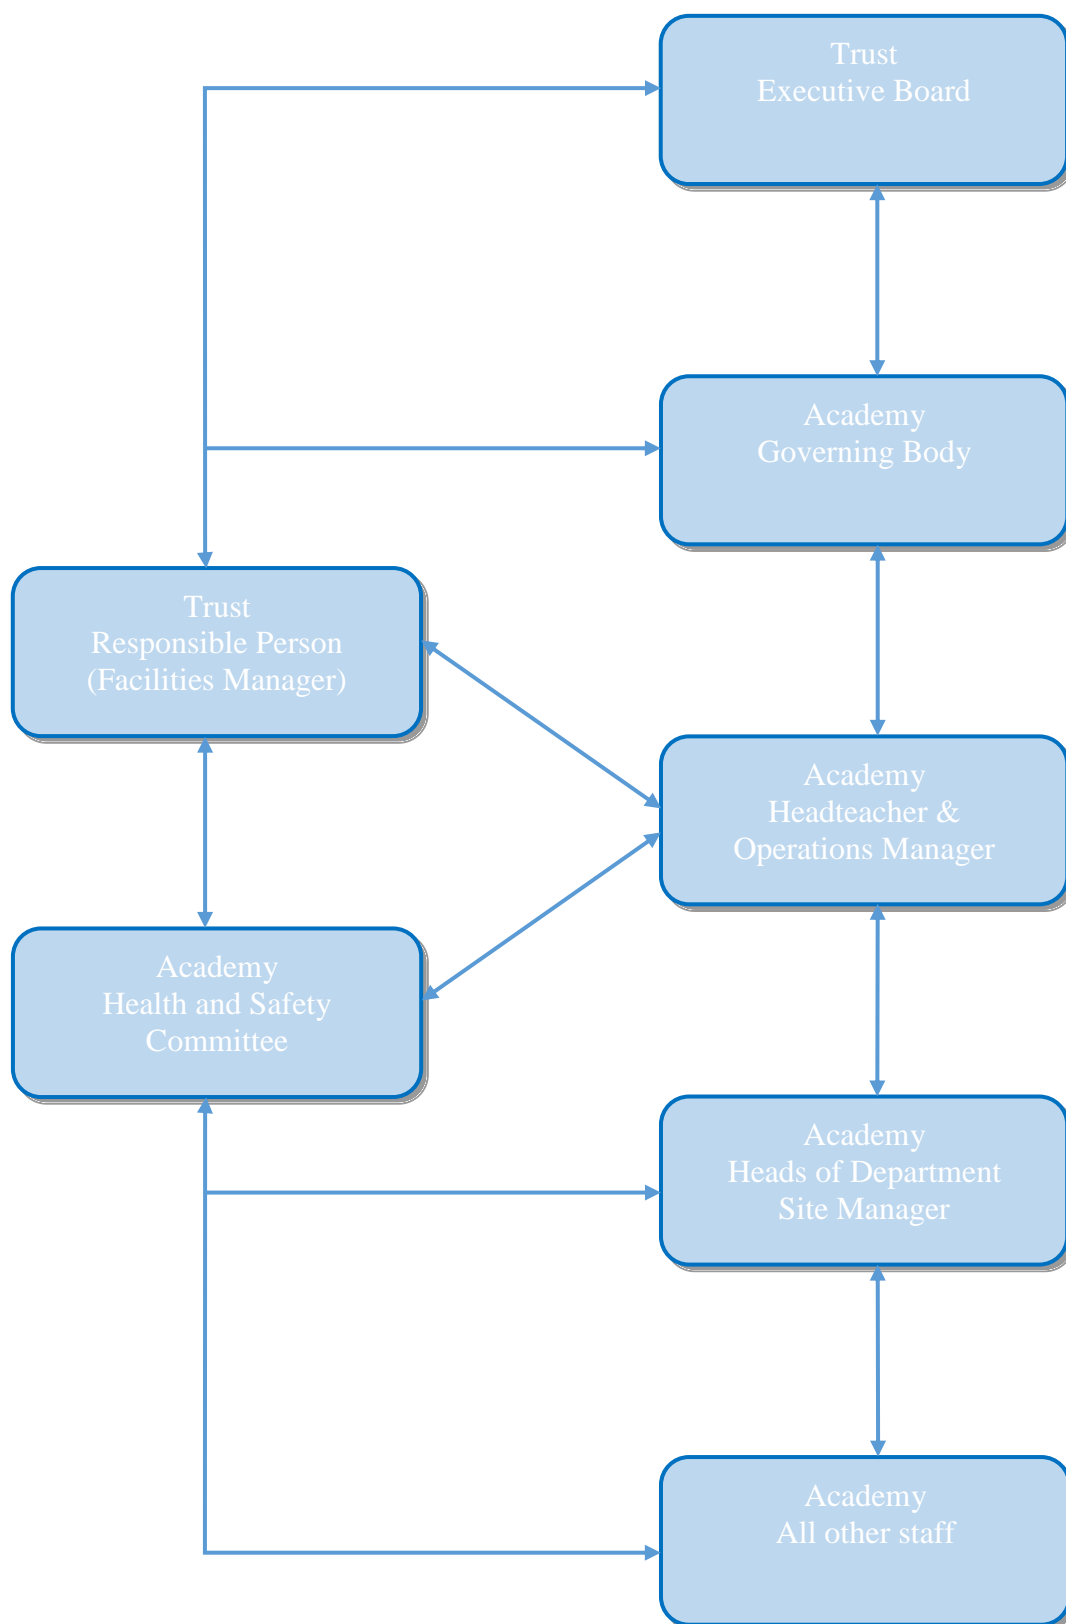 Trust
Executive Board
Academy
Governing Body
Trust
Responsible Person
(Facilities Manager)
Academy
Headteacher &
Operations Manager
Academy
Health and Safety
Committee
Academy
Heads of Department
Site Manager
Academy
All other staff